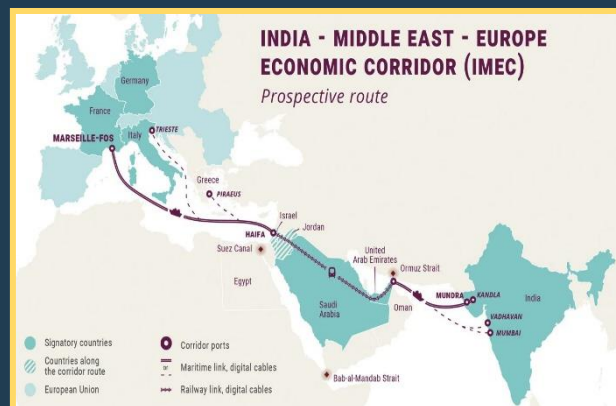 INDIA - MIDDLE EAST - EUROPE
ECONOMIC CORRIDOR (IMEC)
Prospective route
Germany
France
MARSEILLE-FOS
Italy
TRIESTE
Greece
PIRAEUS
Israel
Jordan
HAIFA
Suez Canal
Egypt
United
Arab Emirates
Ormuz Strait
Saudi
Arabia
Oman
MUNDRA
KANDLA
India
VADHAVAN
MUMBAI
Bab-al-Mandab Strait
Signatory countries
Countries along
the corridor route
European Union
Corridor ports
Maritime link, digital cables
Railway link, digital cables